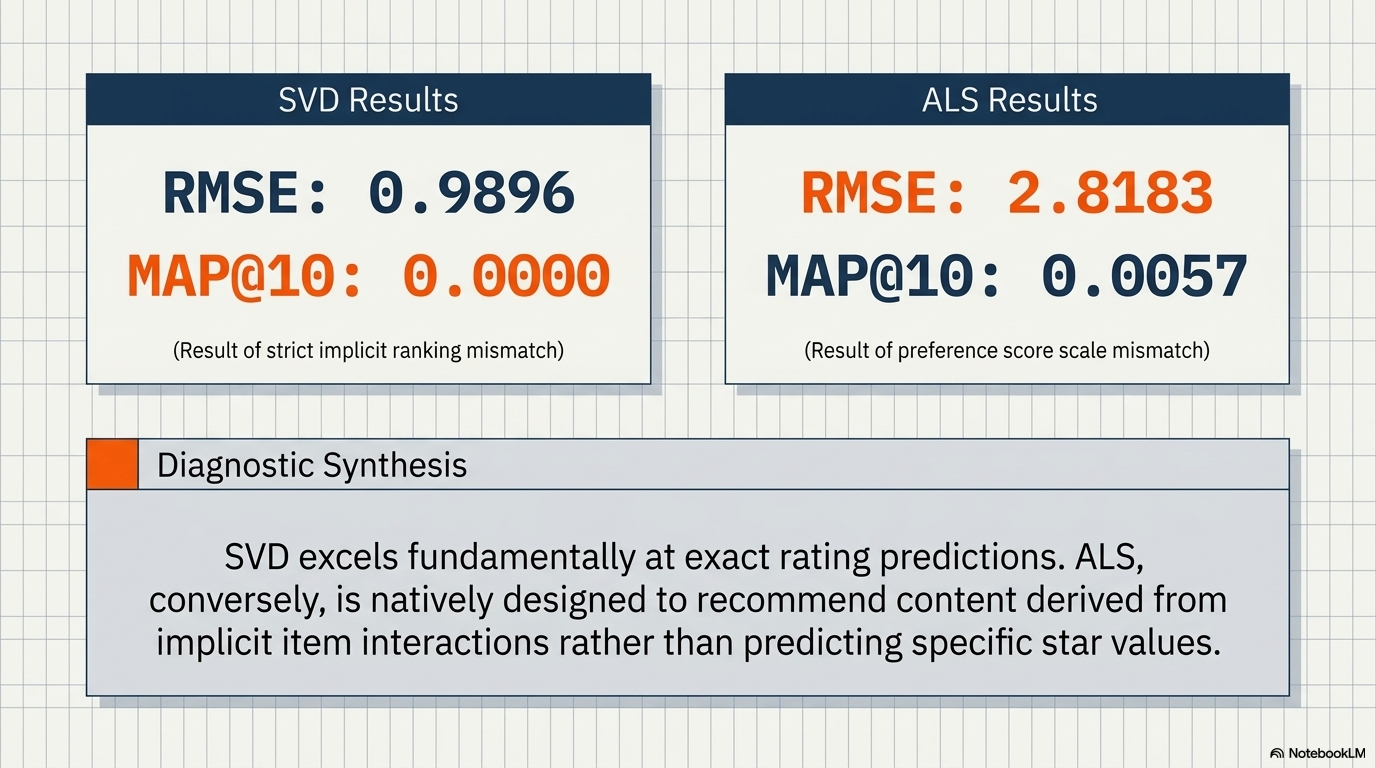 SVD Results
RMSE: 0.9896
MAP@10: 0.0000
(Result of strict implicit ranking mismatch)
ALS Results
RMSE: 2.8183
MAP@10: 0.0057
(Result of preference score scale mismatch)
Diagnostic Synthesis
SVD excels fundamentally at exact rating predictions. ALS,
conversely, is natively designed to recommend content derived from
implicit item interactions rather than predicting specific star values.
NotebookLM